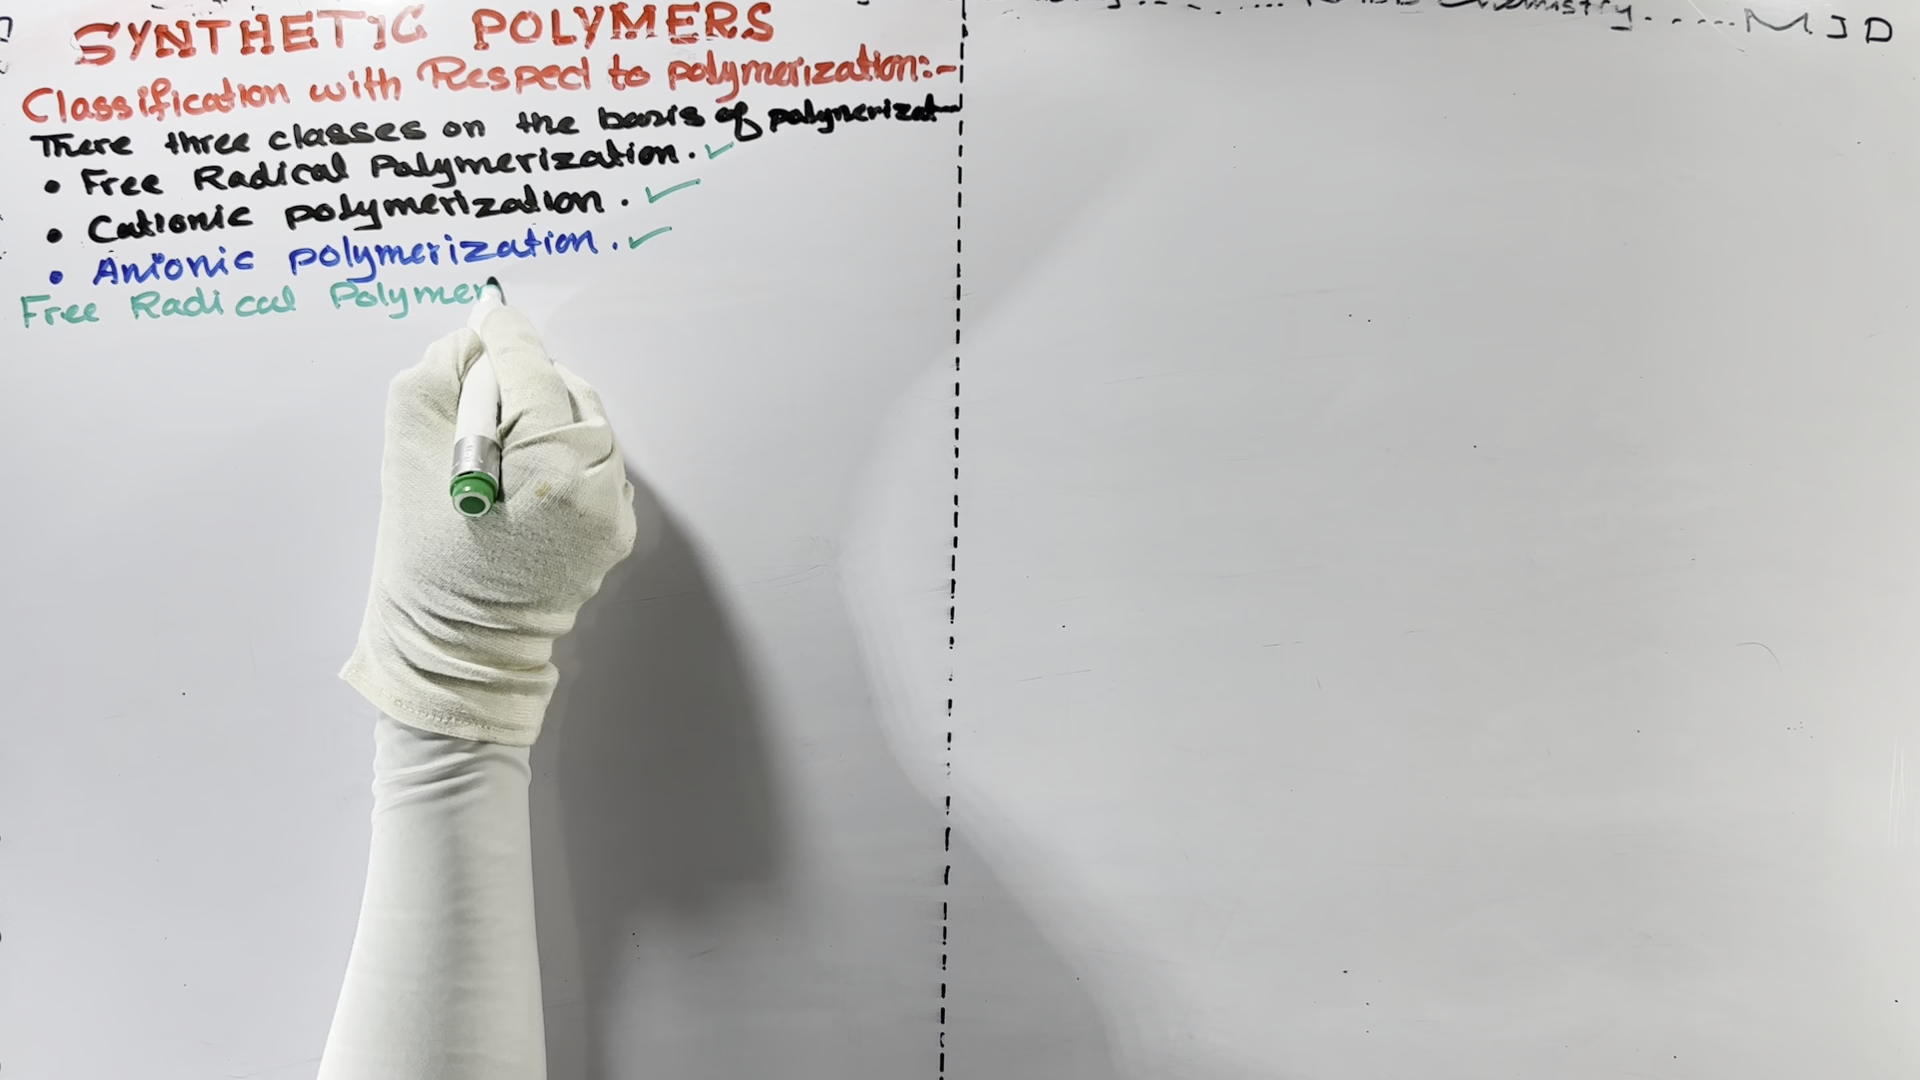 SYNTHETIC POLYMERS
Classification with Respect to polymerization:-
There three classes on the basis of polymerizat
• Free Radical Polymerization. ✓
• Cationic polymerization. ✓
• Anionic polymerization. ✓
Free Radical Polymer
Chemistry......MJD